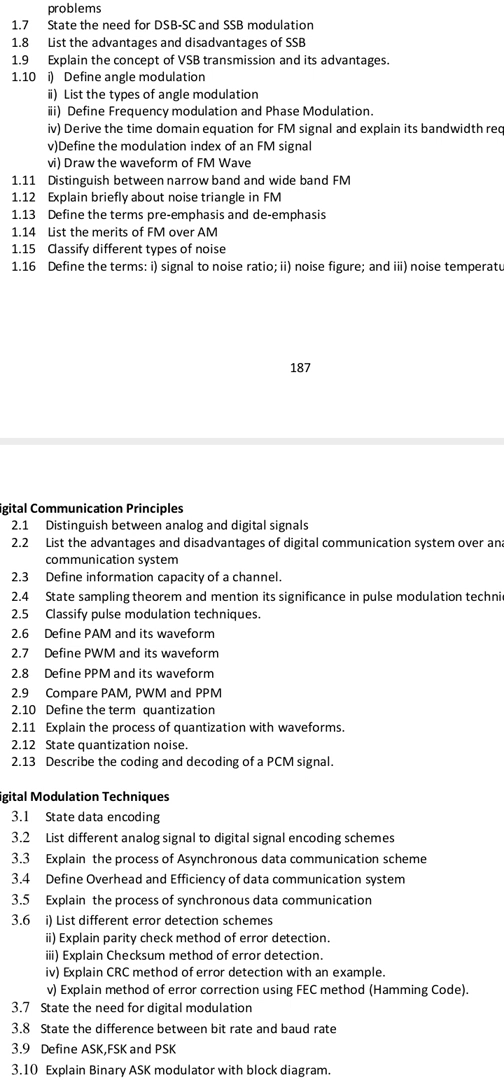 problems
1.7 State the need for DSB-SC and SSB modulation
1.8 List the advantages and disadvantages of SSB
1.9 Explain the concept of VSB transmission and its advantages.
1.10 i) Define angle modulation
ii) List the types of angle modulation
iii) Define Frequency modulation and Phase Modulation.
iv) Derive the time domain equation for FM signal and explain its bandwidth req
v)Define the modulation index of an FM signal
vi) Draw the waveform of FM Wave
1.11 Distinguish between narrow band and wide band FM
1.12 Explain briefly about noise triangle in FM
1.13 Define the terms pre-emphasis and de-emphasis
1.14 List the merits of FM over AM
1.15 Classify different types of noise
1.16 Define the terms: i) signal to noise ratio; ii) noise figure; and iii) noise temperatu
187
igital Communication Principles
2.1 Distinguish between analog and digital signals
2.2 List the advantages and disadvantages of digital communication system over ana
communication system
2.3 Define information capacity of a channel.
2.4 State sampling theorem and mention its significance in pulse modulation techni
2.5 Classify pulse modulation techniques.
2.6 Define PAM and its waveform
2.7 Define PWM and its waveform
2.8 Define PPM and its waveform
2.9 Compare PAM, PWM and PPM
2.10 Define the term quantization
2.11 Explain the process of quantization with waveforms.
2.12 State quantization noise.
2.13 Describe the coding and decoding of a PCM signal.
igital Modulation Techniques
3.1 State data encoding
3.2 List different analog signal to digital signal encoding schemes
3.3 Explain the process of Asynchronous data communication scheme
3.4 Define Overhead and Efficiency of data communication system
3.5 Explain the process of synchronous data communication
3.6 i) List different error detection schemes
ii) Explain parity check method of error detection.
iii) Explain Checksum method of error detection.
iv) Explain CRC method of error detection with an example.
v) Explain method of error correction using FEC method (Hamming Code).
3.7 State the need for digital modulation
3.8 State the difference between bit rate and baud rate
3.9 Define ASK,FSK and PSK
3.10 Explain Binary ASK modulator with block diagram.